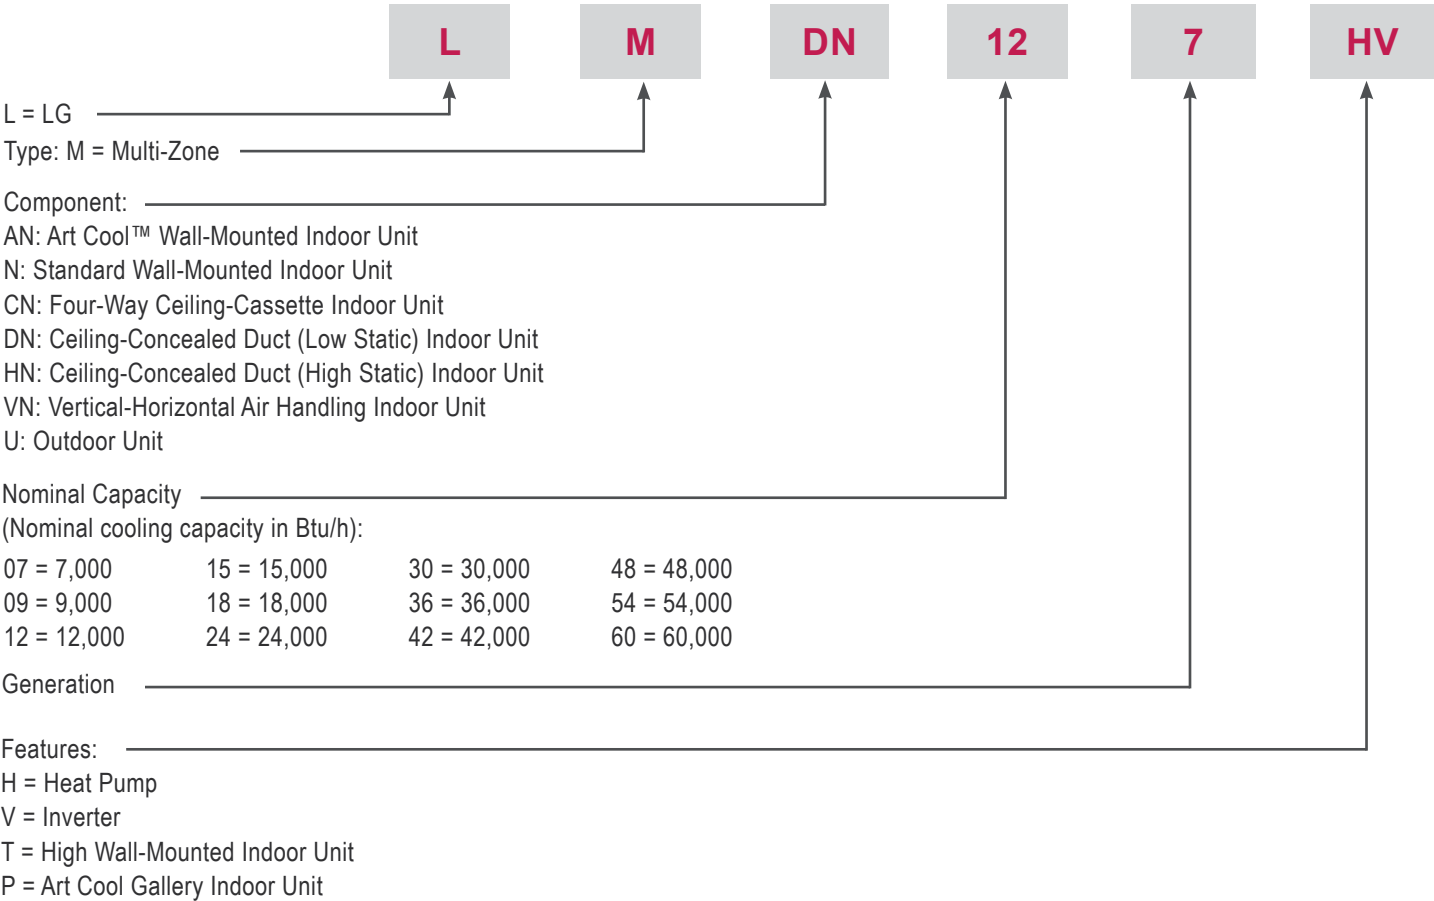 L M DN 12 7 HV
L = LG
Type: M = Multi-Zone
Component:
AN: Art Cool™ Wall-Mounted Indoor Unit
N: Standard Wall-Mounted Indoor Unit
CN: Four-Way Ceiling-Cassette Indoor Unit
DN: Ceiling-Concealed Duct (Low Static) Indoor Unit
HN: Ceiling-Concealed Duct (High Static) Indoor Unit
VN: Vertical-Horizontal Air Handling Indoor Unit
U: Outdoor Unit
Nominal Capacity
(Nominal cooling capacity in Btu/h):
07 = 7,000 15 = 15,000 30 = 30,000 48 = 48,000
09 = 9,000 18 = 18,000 36 = 36,000 54 = 54,000
12 = 12,000 24 = 24,000 42 = 42,000 60 = 60,000
Generation
Features:
H = Heat Pump
V = Inverter
T = High Wall-Mounted Indoor Unit
P = Art Cool Gallery Indoor Unit